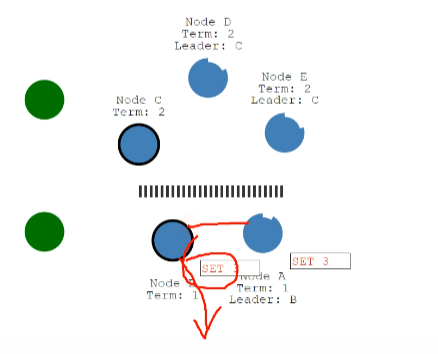 Node D
Term: 2
Leader: C
Node E
Term: 2
Leader: C
Node C
Term: 2
SET 3
SET
Node
Term: 1
Node A
Term: 1
Leader: B